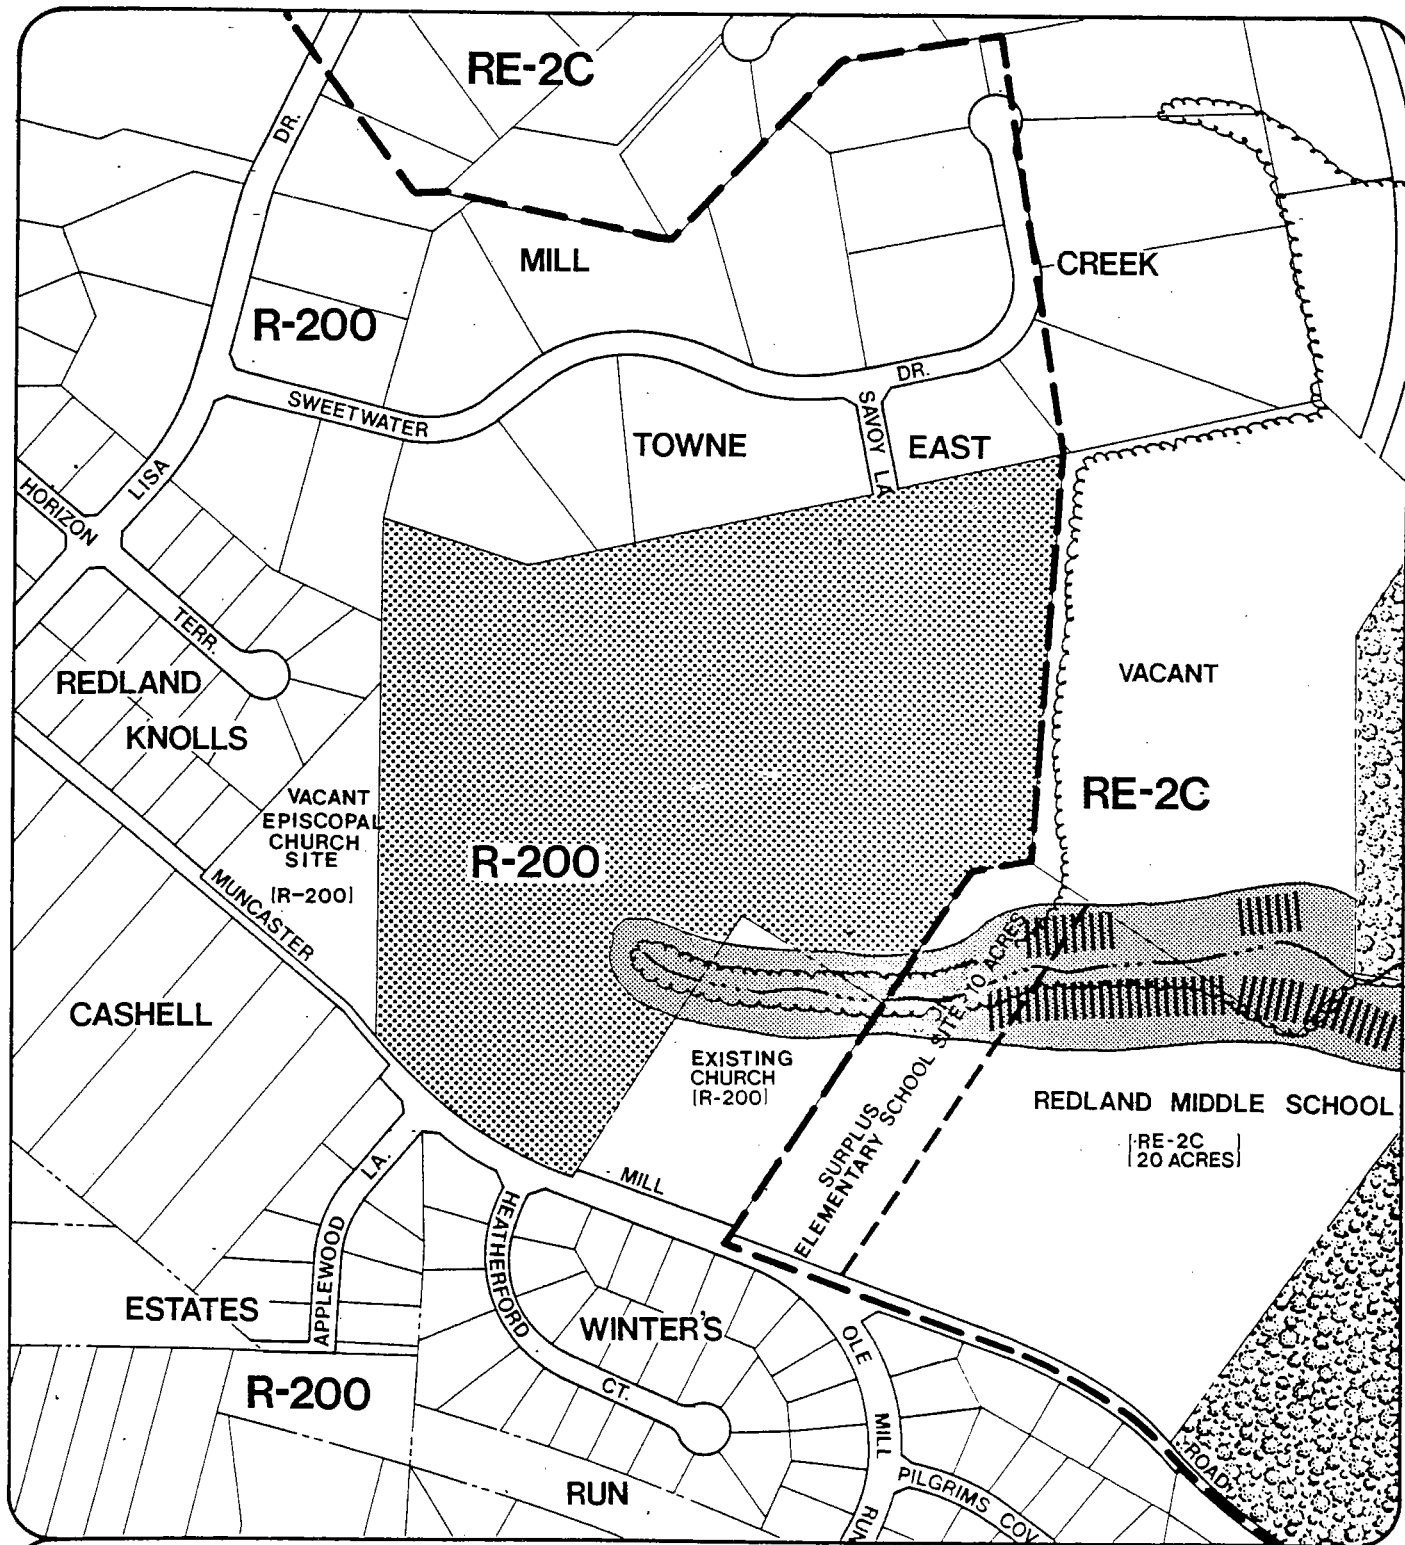 RE-2C
DR.
MILL
CREEK
R-200
SWEETWATER
DR.
SAVOY LA.
TOWNE
EAST
LISA
HORIZON
TERR.
REDLAND
KNOLLS
VACANT
RE-2C
VACANT
EPISCOPAL
CHURCH
SITE
[R-200]
R-200
MUNCASTER
CASHELL
EXISTING
CHURCH
[R-200]
SURPLUS
ELEMENTARY SCHOOL SITE, 10 ACRES
REDLAND MIDDLE SCHOOL
[RE-2C]
[20 ACRES]
MILL
APPLEWOOD LA.
HEATHERFORD
CT.
ESTATES
WINTER'S
OLE
MILL
RUN
R-200
RUN
PILGRIMS COV
ROAD